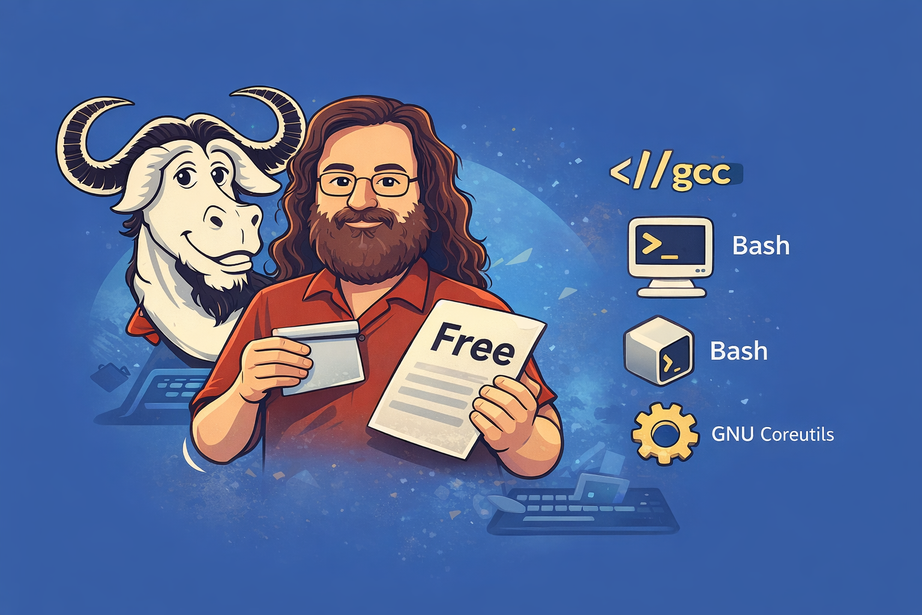 Free
<//gcc
>_
Bash
>_
Bash
GNU Coreutils